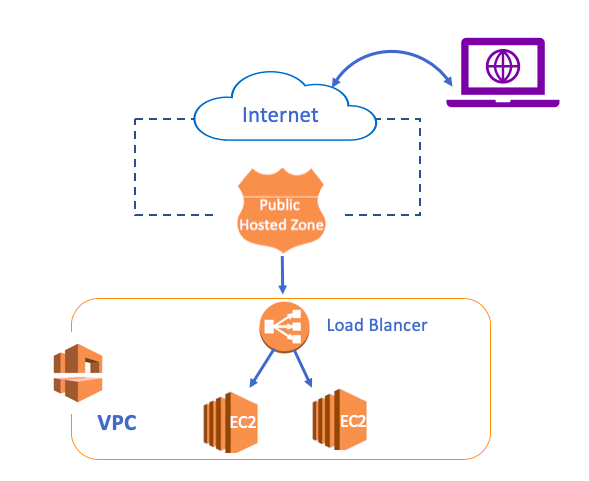 Internet
Public
Hosted Zone
Load Blancer
VPC
EC2
EC2